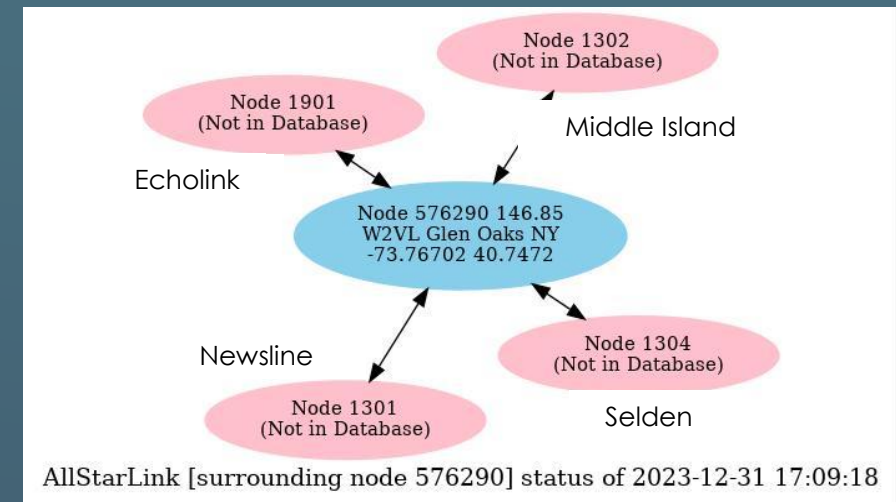 Node 1302
(Not in Database)
Node 1901
(Not in Database)
Middle Island
Echolink
Node 576290 146.85
W2VL Glen Oaks NY
-73.76702 40.7472
Newsline
Node 1304
(Not in Database)
Node 1301
(Not in Database)
Selden
AllStarLink [surrounding node 576290] status of 2023-12-31 17:09:18